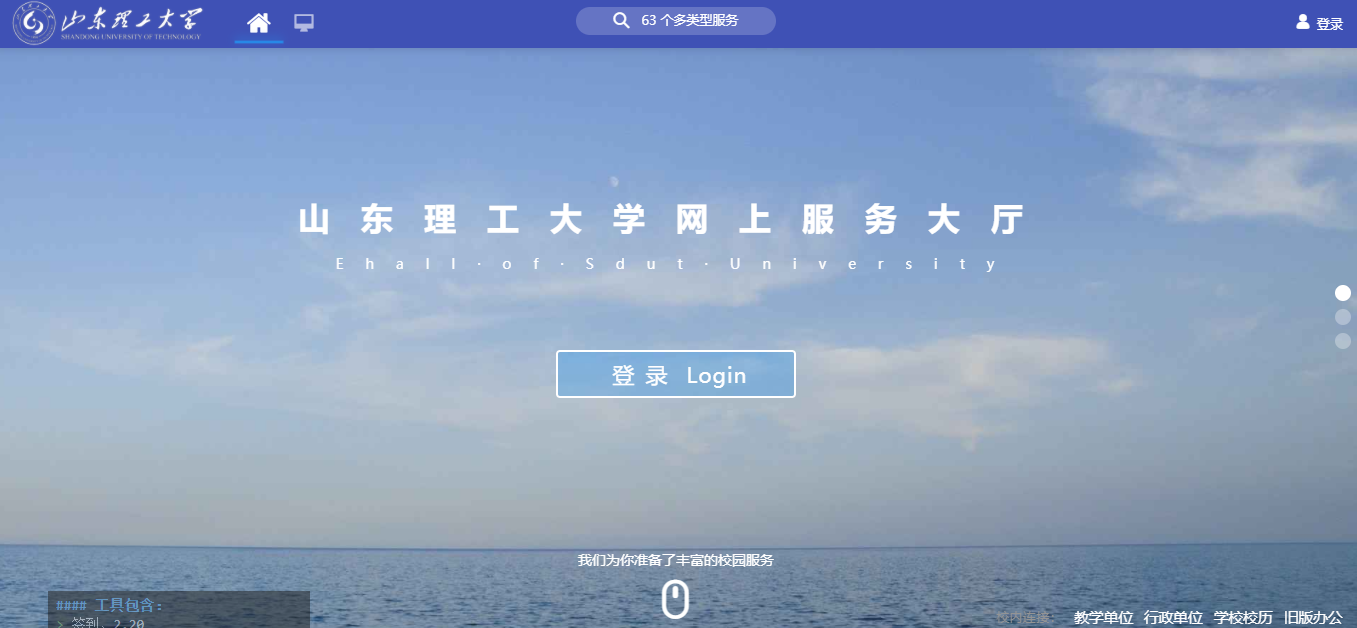 山东理工大学
SHANDONG UNIVERSITY OF TECHNOLOGY
63 个多类型服务
登录
山东理工大学网上服务大厅
Ehall·of·Sdut·University
登 录 Login
我们为你准备了丰富的校园服务
#### 工具包含:
> 签到、2.20
校内连接: 教学单位 行政单位 学校校历 旧版办公